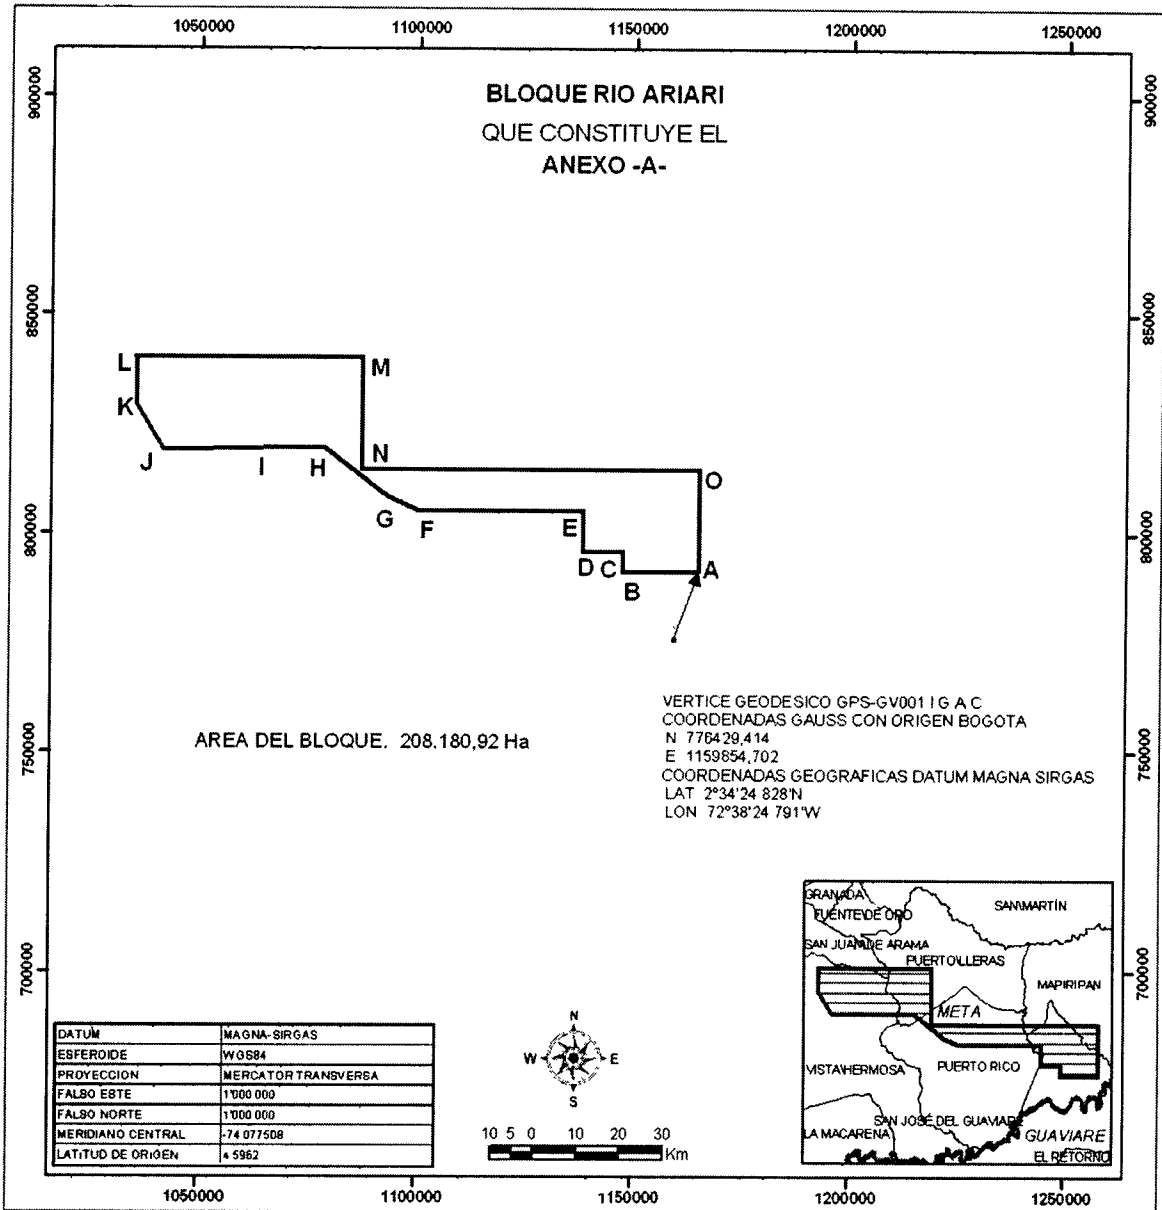 1050000 1100000 1150000 1200000 1250000
900000
900000
BLOQUE RIO ARIARI
QUE CONSTITUYE EL
ANEXO -A-
850000
850000
L
M
K
J
I
H
N
O
G
F
E
D
C
B
A
800000
800000
VERTICE GEODESICO GPS-GV001 I G A C
COORDENADAS GAUSS CON ORIGEN BOGOTA
N 776429,414
E 1159854,702
COORDENADAS GEOGRAFICAS DATUM MAGNA SIRGAS
LAT 2°34'24 828'N
LON 72°38'24 791'W
AREA DEL BLOQUE. 208.180,92 Ha
750000
750000
700000
700000
GRANADA
FUENTE DE ORO
SAN MARTÍN
SAN JUAN DE ARAMA
PUERTO LLERAS
MAPIRIPAN
META
VISTAHERMOSA
PUERTO RICO
SAN JOSÉ DEL GUAVIARE
LA MACARENA
GUAVIARE
EL RETORNO
DATUM MAGNA-SIRGAS
ESFEROIDE WGS84
PROYECCION MERCATOR TRANSVERSA
FALSO ESTE 1'000 000
FALSO NORTE 1'000 000
MERIDIANO CENTRAL -74 077508
LATITUD DE ORIGEN 4 5962
N
W E
S
10 5 0 10 20 30
Km
1050000 1100000 1150000 1200000 1250000